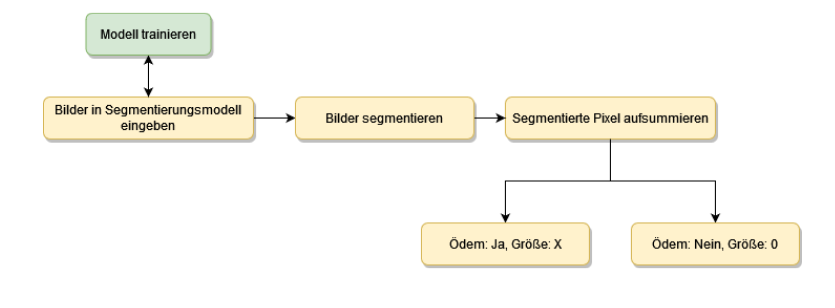 Modell trainieren
Bilder in Segmentierungsmodell
eingeben
Bilder segmentieren
Segmentierte Pixel aufsummieren
Ödem: Ja, Größe: X
Ödem: Nein, Größe: 0